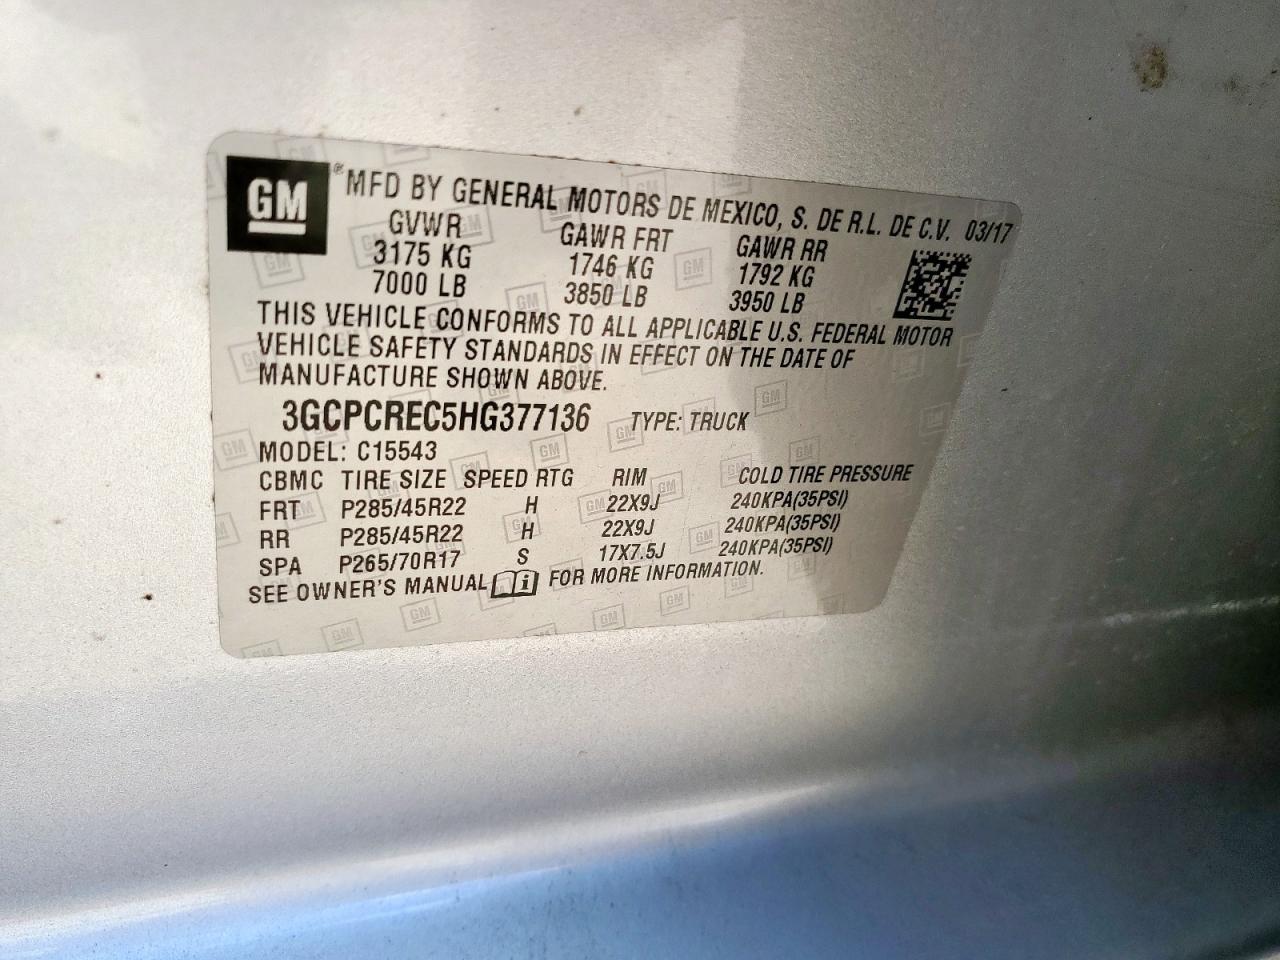 GM ® MFD BY GENERAL MOTORS DE MEXICO, S. DE R.L. DE C.V. 03/17
GVWR GAWR FRT GAWR RR
3175 KG 1746 KG 1792 KG
7000 LB 3850 LB 3950 LB
THIS VEHICLE CONFORMS TO ALL APPLICABLE U.S. FEDERAL MOTOR
VEHICLE SAFETY STANDARDS IN EFFECT ON THE DATE OF
MANUFACTURE SHOWN ABOVE.
3GCPCREC5HG377136 TYPE: TRUCK
MODEL: C15543
CBMC TIRE SIZE SPEED RTG RIM COLD TIRE PRESSURE
FRT P285/45R22 H 22X9J 240KPA(35PSI)
RR P285/45R22 H 22X9J 240KPA(35PSI)
SPA P265/70R17 S 17X7.5J 240KPA(35PSI)
SEE OWNER'S MANUAL i FOR MORE INFORMATION.